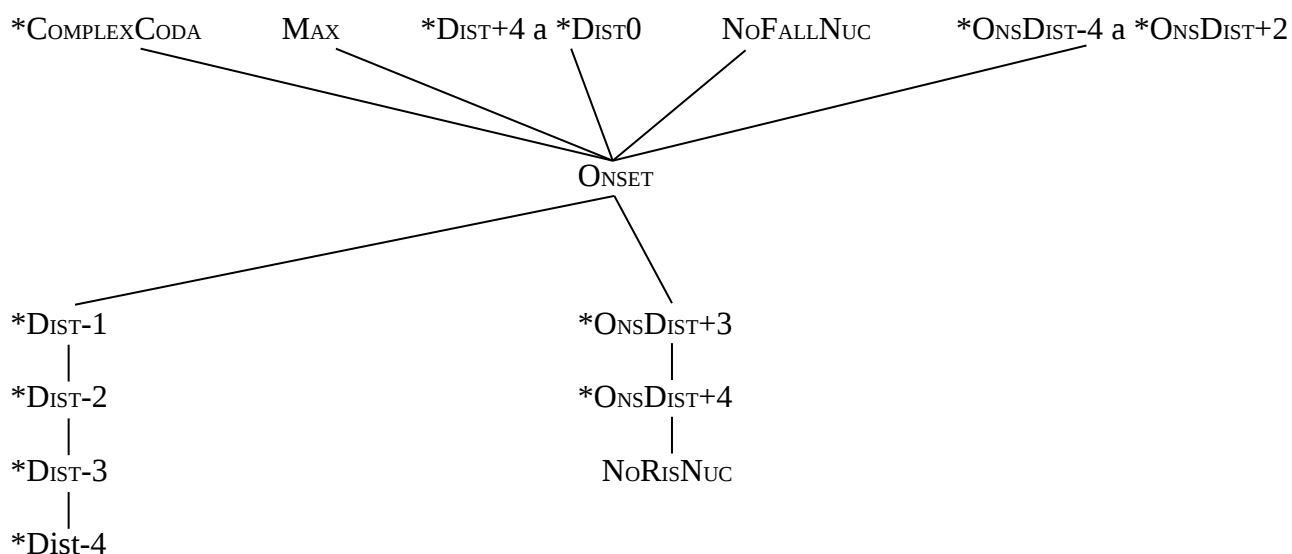 *COMPLEXCODA MAX *DIST+4 a *DIST0 NOFALLNUC *ONSDIST-4 a *ONSDIST+2
ONSET
*DIST-1 *ONSDIST+3
*DIST-2 *ONSDIST+4
*DIST-3 NORISNUC
*Dist-4